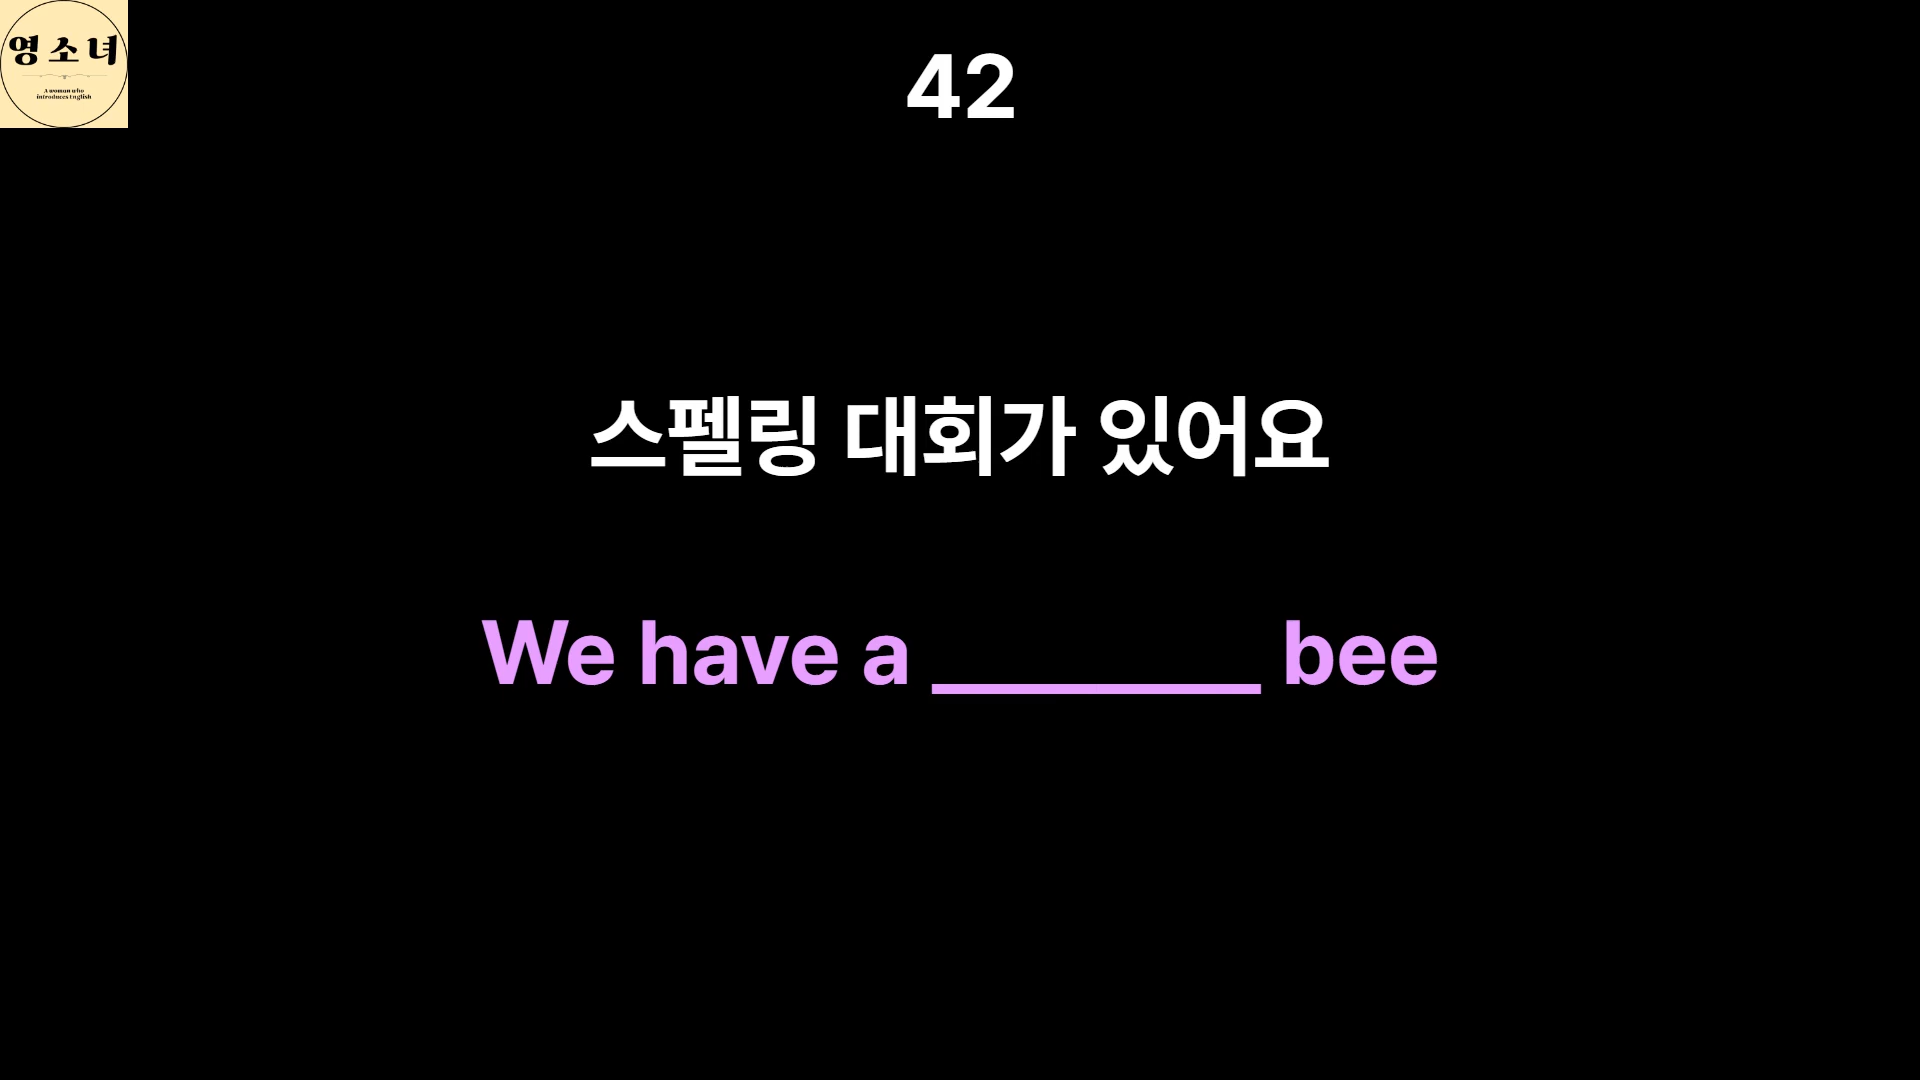 영소녀
A woman who
introduces English
42
스펠링 대회가 있어요
We have a ________ bee